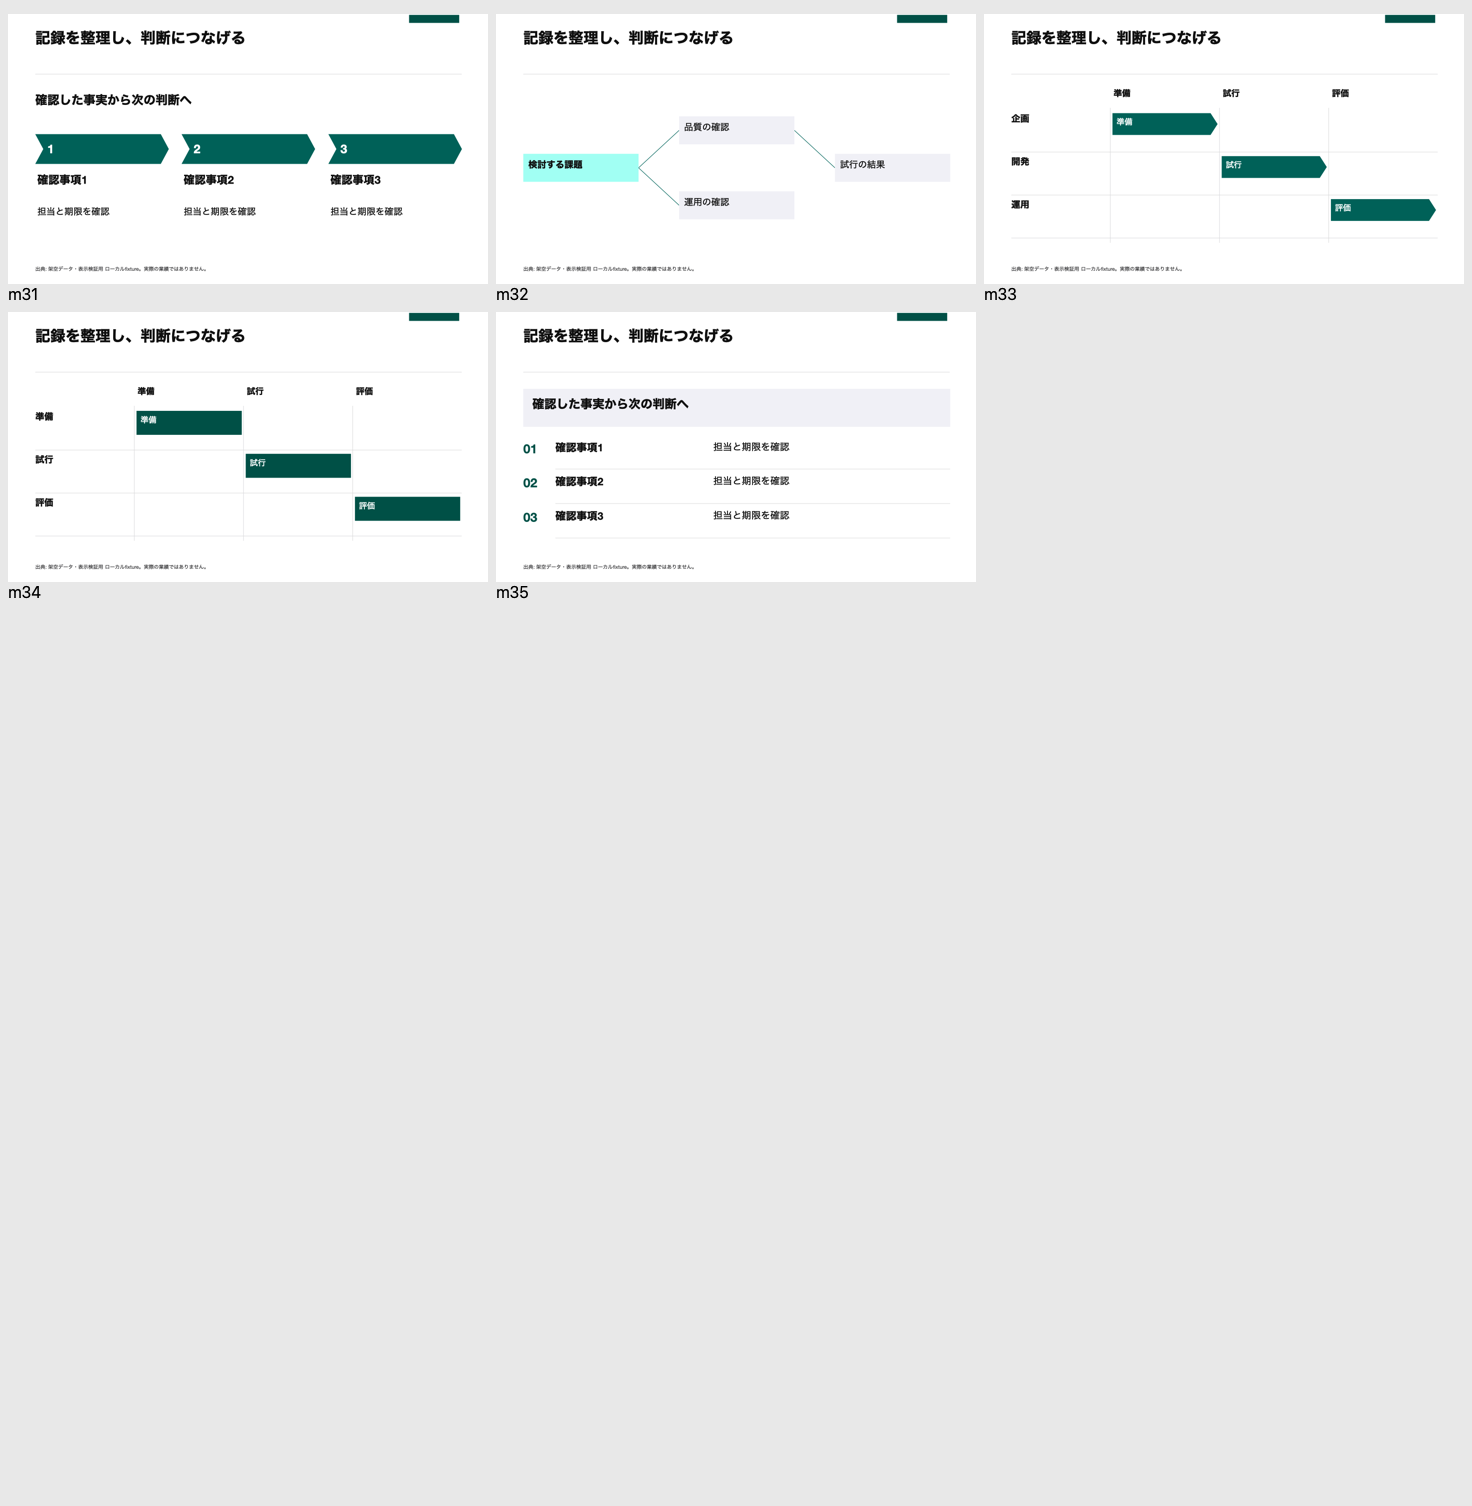 記録を整理し、判断につなげる
確認した事実から次の判断へ
1
2
3
確認事項1
確認事項2
確認事項3
担当と期限を確認
担当と期限を確認
担当と期限を確認
出典: 架空データ・表示検証用 ローカルfixture。実際の業績ではありません。
m31
記録を整理し、判断につなげる
品質の確認
検討する課題
試行の結果
運用の確認
出典: 架空データ・表示検証用 ローカルfixture。実際の業績ではありません。
m32
記録を整理し、判断につなげる
準備
試行
評価
企画
準備
開発
試行
運用
評価
出典: 架空データ・表示検証用 ローカルfixture。実際の業績ではありません。
m33
記録を整理し、判断につなげる
準備
試行
評価
準備
準備
試行
試行
評価
評価
出典: 架空データ・表示検証用 ローカルfixture。実際の業績ではありません。
m34
記録を整理し、判断につなげる
確認した事実から次の判断へ
01 確認事項1 担当と期限を確認
02 確認事項2 担当と期限を確認
03 確認事項3 担当と期限を確認
出典: 架空データ・表示検証用 ローカルfixture。実際の業績ではありません。
m35